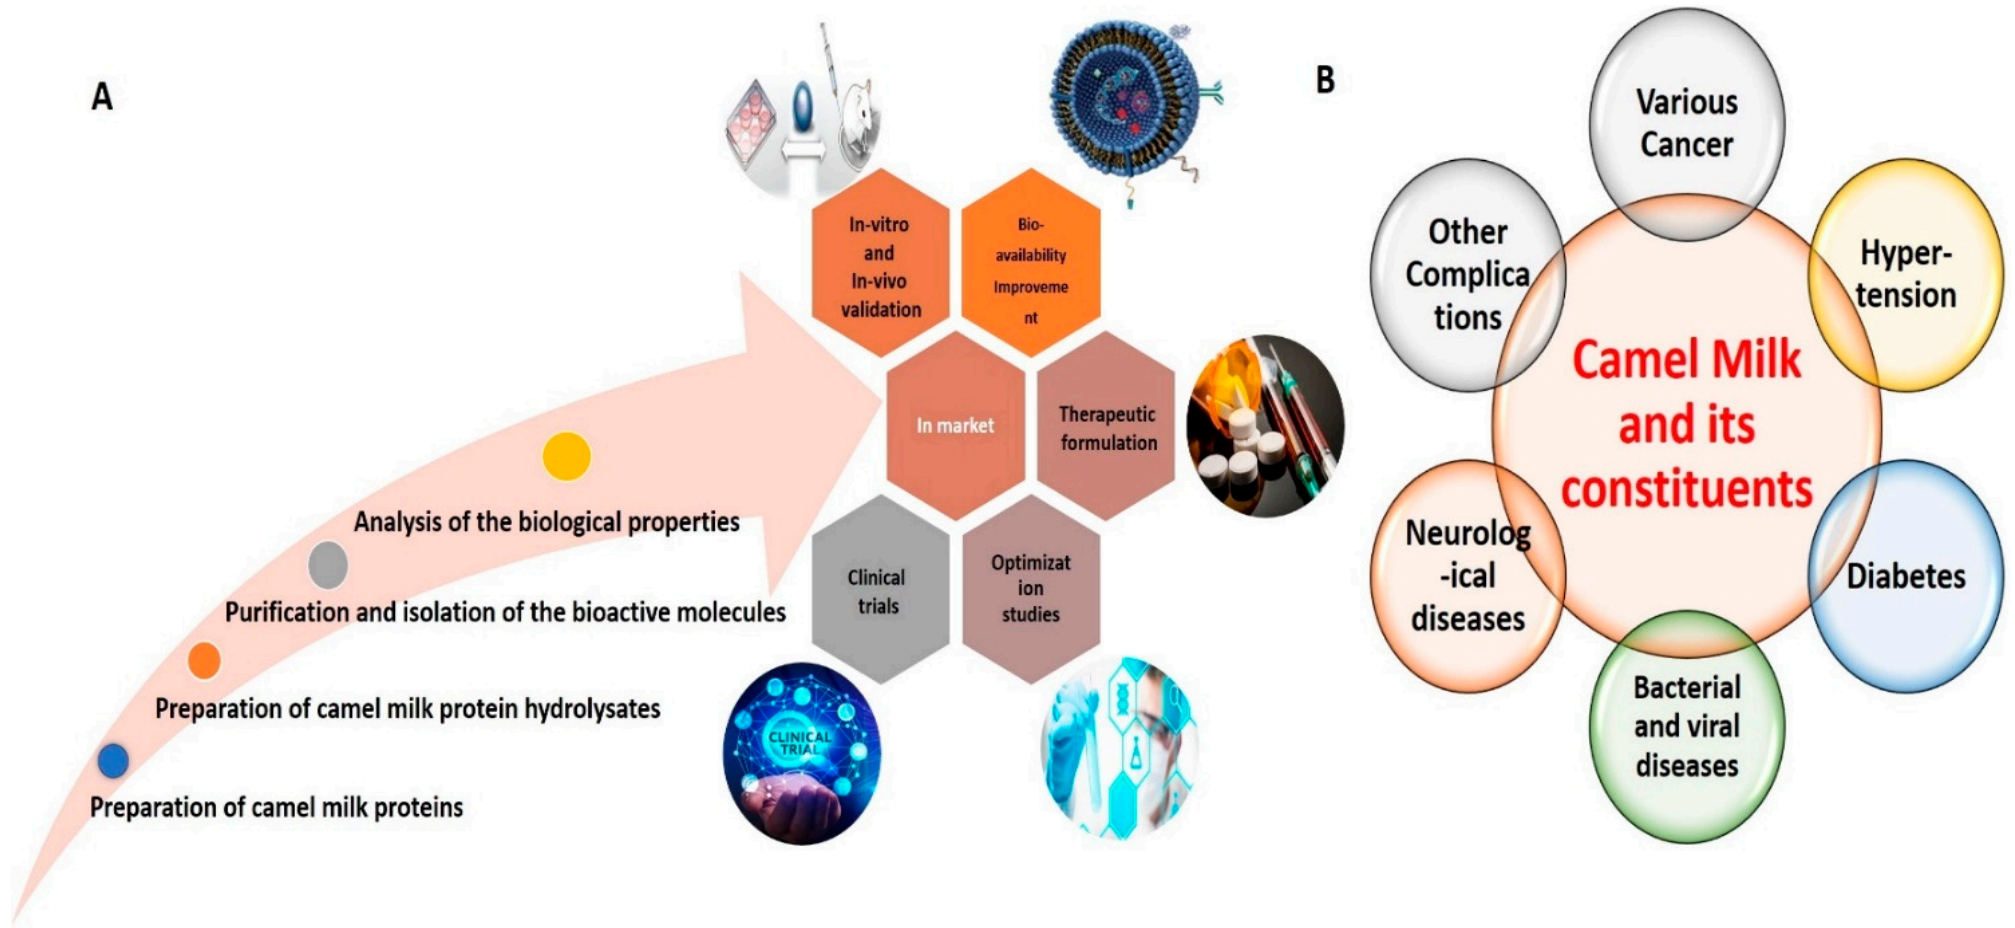 A
In-vitro
and
In-vivo
validation
Bio-
availability
Improveme
nt
In market
Therapeutic
formulation
Clinical
trials
Optimizat
ion
studies
Analysis of the biological properties
Purification and isolation of the bioactive molecules
Preparation of camel milk protein hydrolysates
Preparation of camel milk proteins
CLINICAL
TRIAL
B
Various
Cancer
Hyper-
tension
Diabetes
Bacterial
and viral
diseases
Neurolog
-ical
diseases
Other
Complica
tions
Camel Milk
and its
constituents